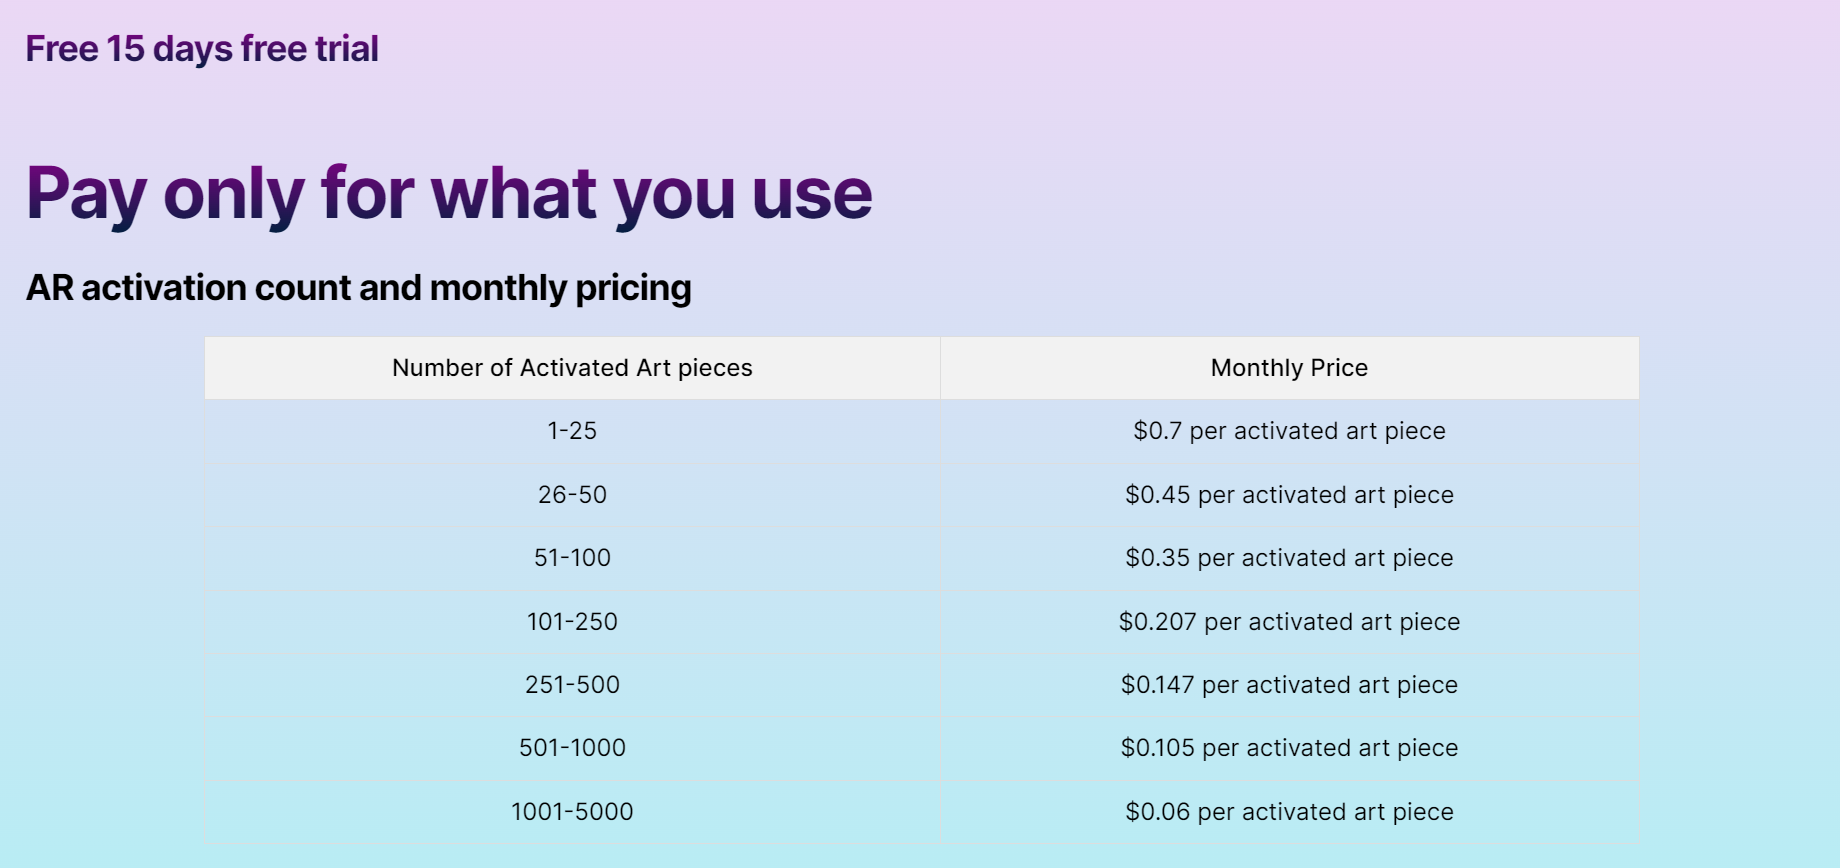 Free 15 days free trial
Pay only for what you use
AR activation count and monthly pricing
Number of Activated Art pieces Monthly Price
1-25 $0.7 per activated art piece
26-50 $0.45 per activated art piece
51-100 $0.35 per activated art piece
101-250 $0.207 per activated art piece
251-500 $0.147 per activated art piece
501-1000 $0.105 per activated art piece
1001-5000 $0.06 per activated art piece